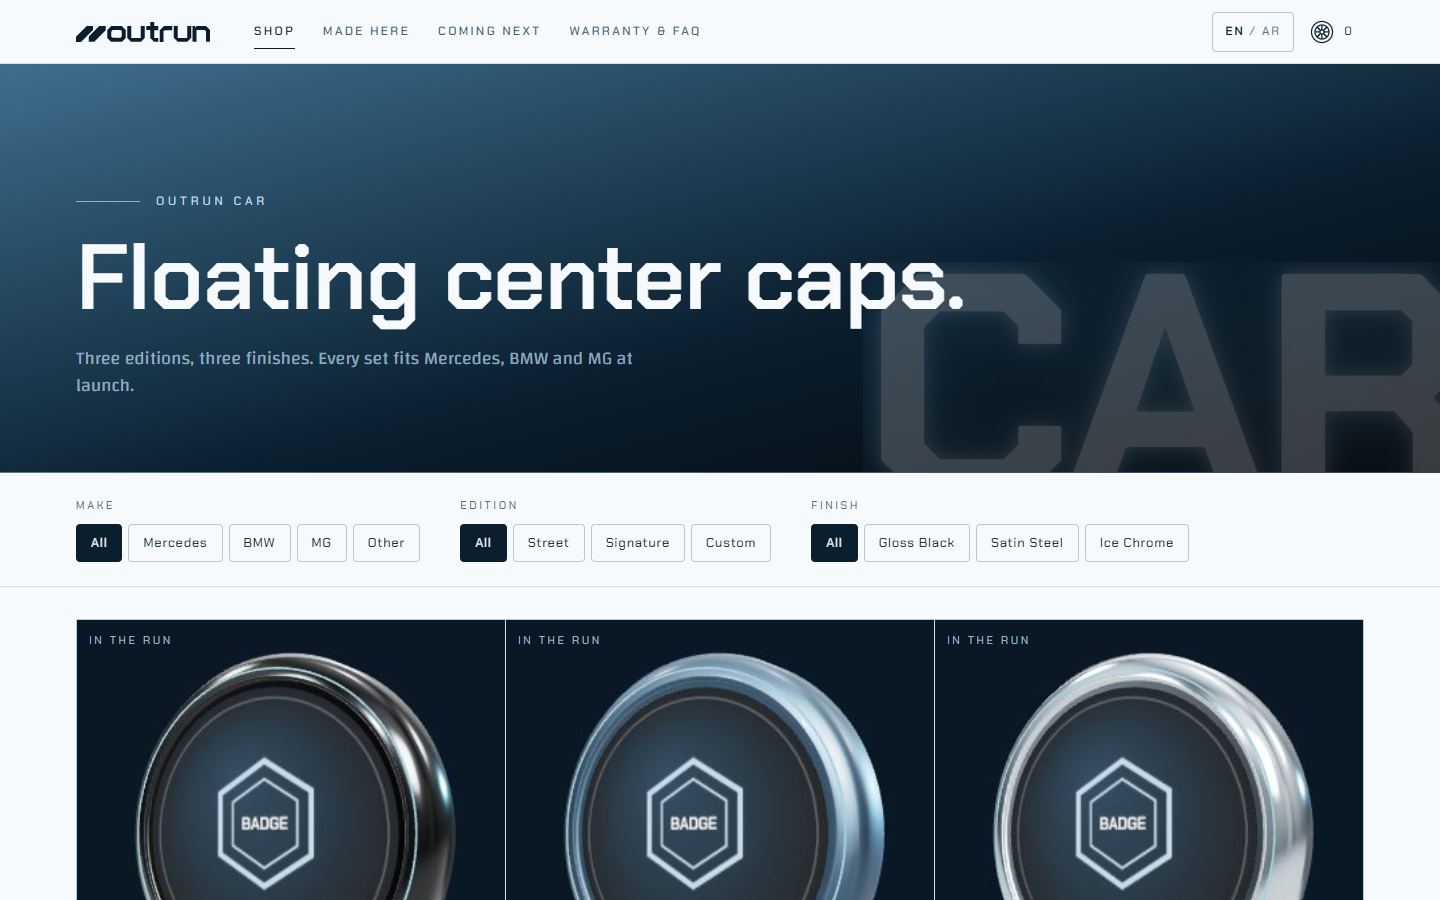 outrun
SHOP
MADE HERE
COMING NEXT
WARRANTY & FAQ
EN / AR
0
OUTRUN CAR
Floating center caps.
CAR
Three editions, three finishes. Every set fits Mercedes, BMW and MG at
launch.
MAKE
All
Mercedes
BMW
MG
Other
EDITION
All
Street
Signature
Custom
FINISH
All
Gloss Black
Satin Steel
Ice Chrome
IN THE RUN
BADGE
IN THE RUN
BADGE
IN THE RUN
BADGE